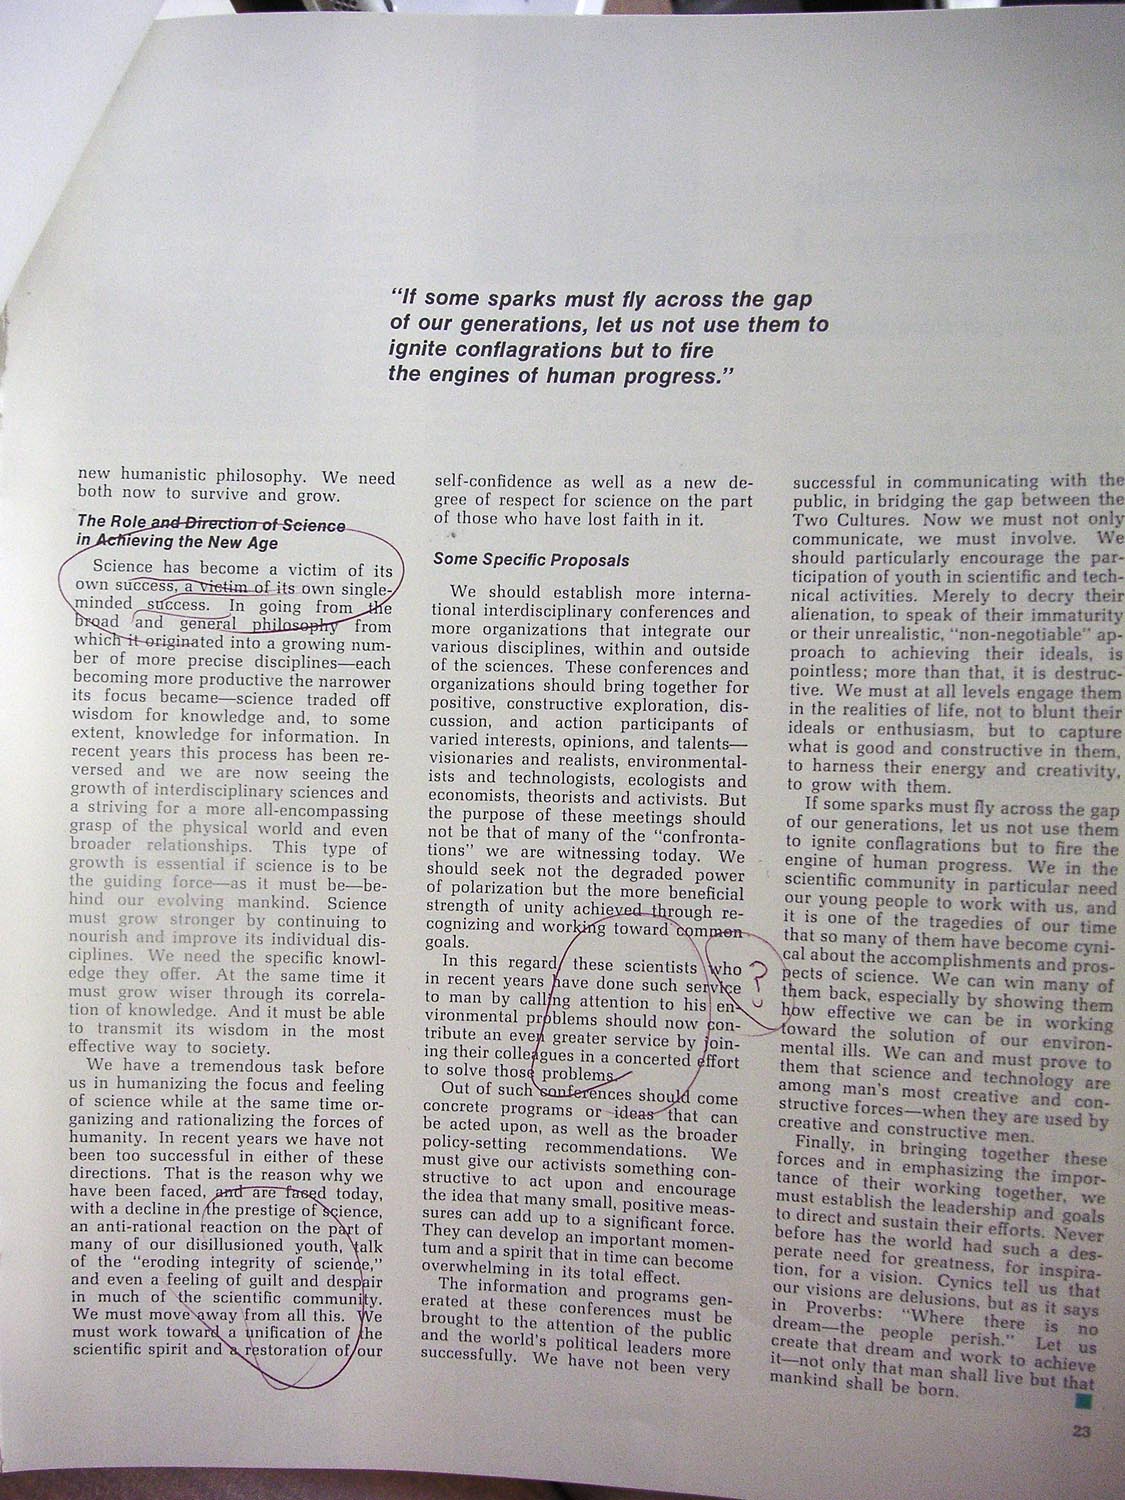 "If some sparks must fly across the gap
of our generations, let us not use them to
ignite conflagrations but to fire
the engines of human progress."
new humanistic philosophy. We need
both now to survive and grow.
The Role and Direction of Science
in Achieving the New Age
Science has become a victim of its
own success, a victim of its own single-
minded success. In going from the
broad and general philosophy from
which it originated into a growing num-
ber of more precise disciplines—each
becoming more productive the narrower
its focus became—science traded off
wisdom for knowledge and, to some
extent, knowledge for information. In
recent years this process has been re-
versed and we are now seeing the
growth of interdisciplinary sciences and
a striving for a more all-encompassing
grasp of the physical world and even
broader relationships. This type of
growth is essential if science is to be
the guiding force—as it must be—be-
hind our evolving mankind. Science
must grow stronger by continuing to
nourish and improve its individual dis-
ciplines. We need the specific knowl-
edge they offer. At the same time it
must grow wiser through its correla-
tion of knowledge. And it must be able
to transmit its wisdom in the most
effective way to society.
We have a tremendous task before
us in humanizing the focus and feeling
of science while at the same time or-
ganizing and rationalizing the forces of
humanity. In recent years we have not
been too successful in either of these
directions. That is the reason why we
have been faced, and are faced today,
with a decline in the prestige of science,
an anti-rational reaction on the part of
many of our disillusioned youth, talk
of the "eroding integrity of science,"
and even a feeling of guilt and despair
in much of the scientific community.
We must move away from all this. We
must work toward a unification of the
scientific spirit and a restoration of our
self-confidence as well as a new de-
gree of respect for science on the part
of those who have lost faith in it.
Some Specific Proposals
We should establish more interna-
tional interdisciplinary conferences and
more organizations that integrate our
various disciplines, within and outside
of the sciences. These conferences and
organizations should bring together for
positive, constructive exploration, dis-
cussion, and action participants of
varied interests, opinions, and talents—
visionaries and realists, environmental-
ists and technologists, ecologists and
economists, theorists and activists. But
the purpose of these meetings should
not be that of many of the "confronta-
tions" we are witnessing today. We
should seek not the degraded power
of polarization but the more beneficial
strength of unity achieved through re-
cognizing and working toward common
goals.
In this regard, these scientists who
in recent years have done such service
to man by calling attention to his en-
vironmental problems should now con-
tribute an even greater service by join-
ing their colleagues in a concerted effort
to solve those problems.
Out of such conferences should come
concrete programs or ideas that can
be acted upon, as well as the broader
policy-setting recommendations. We
must give our activists something con-
structive to act upon and encourage
the idea that many small, positive meas-
sures can add up to a significant force.
They can develop an important momen-
tum and a spirit that in time can become
overwhelming in its total effect.
The information and programs gen-
erated at these conferences must be
brought to the attention of the public
and the world's political leaders more
successfully. We have not been very
?
successful in communicating with the
public, in bridging the gap between the
Two Cultures. Now we must not only
communicate, we must involve. We
should particularly encourage the par-
ticipation of youth in scientific and tech-
nical activities. Merely to decry their
alienation, to speak of their immaturity
or their unrealistic, "non-negotiable" ap-
proach to achieving their ideals, is
pointless; more than that, it is destruc-
tive. We must at all levels engage them
in the realities of life, not to blunt their
ideals or enthusiasm, but to capture
what is good and constructive in them,
to harness their energy and creativity,
to grow with them.
If some sparks must fly across the gap
of our generations, let us not use them
to ignite conflagrations but to fire the
engine of human progress. We in the
scientific community in particular need
our young people to work with us, and
it is one of the tragedies of our time
that so many of them have become cyni-
cal about the accomplishments and pros-
pects of science. We can win many of
them back, especially by showing them
how effective we can be in working
toward the solution of our environ-
mental ills. We can and must prove to
them that science and technology are
among man's most creative and con-
structive forces—when they are used by
creative and constructive men.
Finally, in bringing together these
forces and in emphasizing the impor-
tance of their working together, we
must establish the leadership and goals
to direct and sustain their efforts. Never
before has the world had such a des-
perate need for greatness, for inspira-
tion, for a vision. Cynics tell us that
our visions are delusions, but as it says
in Proverbs: "Where there is no
dream—the people perish." Let us
create that dream and work to achieve
it—not only that man shall live but that
mankind shall be born.
23